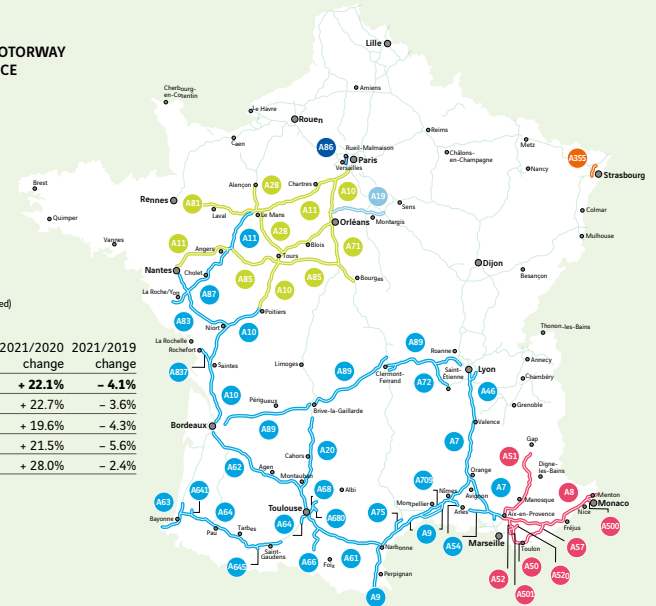 OTORWAY
CE
ed)
2021/2020 2021/2019
change change
+ 22.1% – 4.1%
+ 22.7% – 3.6%
+ 19.6% – 4.3%
+ 21.5% – 5.6%
+ 28.0% – 2.4%
Lille
Amiens
Cherbourg-
en-Cotentin
Le Havre
Rouen
Caen
Reims
A86
Rueil-Malmaison
Paris
Versailles
Châlons-
en-Champagne
Metz
Nancy
A355
Strasbourg
Brest
Quimper
Rennes
A81
Laval
Alençon
A28
Chartres
A10
A19
Sens
Montargis
Colmar
Mulhouse
Le Mans
A11
Orléans
Vannes
A11
Angers
A11
A28
Blois
A71
Tours
Nantes
Cholet
A85
A10
A85
Bourges
Dijon
Besançon
La Roche/Yon
A87
A83
Niort
Poitiers
A10
Thonon-les-Bains
La Rochelle
Rochefort
A837
Saintes
Limoges
A89
A89
Roanne
Clermont-
Ferrand
A72
Saint-
Étienne
Lyon
A46
Annecy
Chambéry
Grenoble
A10
Périgueux
Brive-la-Gaillarde
Bordeaux
A89
A20
A7
Valence
Gap
A62
Agen
Cahors
Montauban
A51
Digne-
les-Bains
A63
A641
A64
A68
Albi
A709
Nîmes
Orange
A7
Avignon
Manosque
A8
Menton
Monaco
Nice
A500
Bayonne
Pau
Tarbes
A64
Toulouse
A680
A75
Montpellier
A9
Arles
A54
Aix-en-Provence
Fréjus
Marseille
Toulon
A57
A645
Saint-
Gaudens
A66
Foix
A61
Narbonne
Perpignan
A9
A52
A501
A50
A520